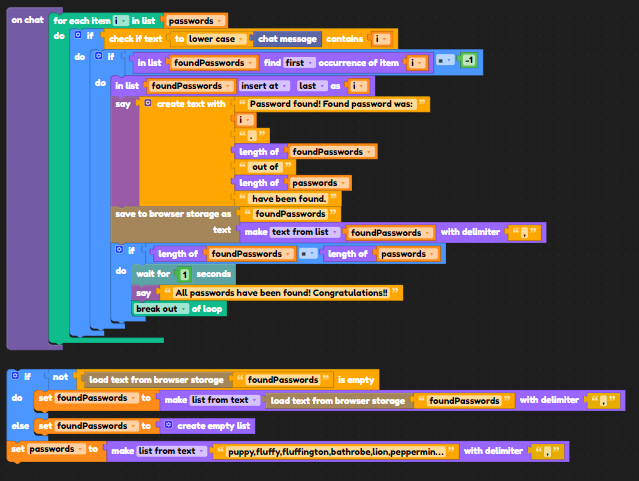 on chat for each item i in list passwords
do if check if text to lower case chat message contains i
do if in list foundPasswords find first occurrence of item i = -1
do in list foundPasswords insert at last as i
say create text with “ Password found! Found password was: ”
i
“ . ”
length of foundPasswords
“ out of ”
length of passwords
“ have been found. ”
save to browser storage as “ foundPasswords ”
text make text from list foundPasswords with delimiter “ , ”
if length of foundPasswords = length of passwords
do wait for 1 seconds
say “ All passwords have been found! Congratulations!! ”
break out of loop
if not load text from browser storage “ foundPasswords ” is empty
do set foundPasswords to make list from text load text from browser storage “ foundPasswords ” with delimiter “ , ”
else set foundPasswords to create empty list
set passwords to make list from text “ puppy,fluffy,fluffington,bathrobe,lion,peppermin... ” with delimiter “ , ”